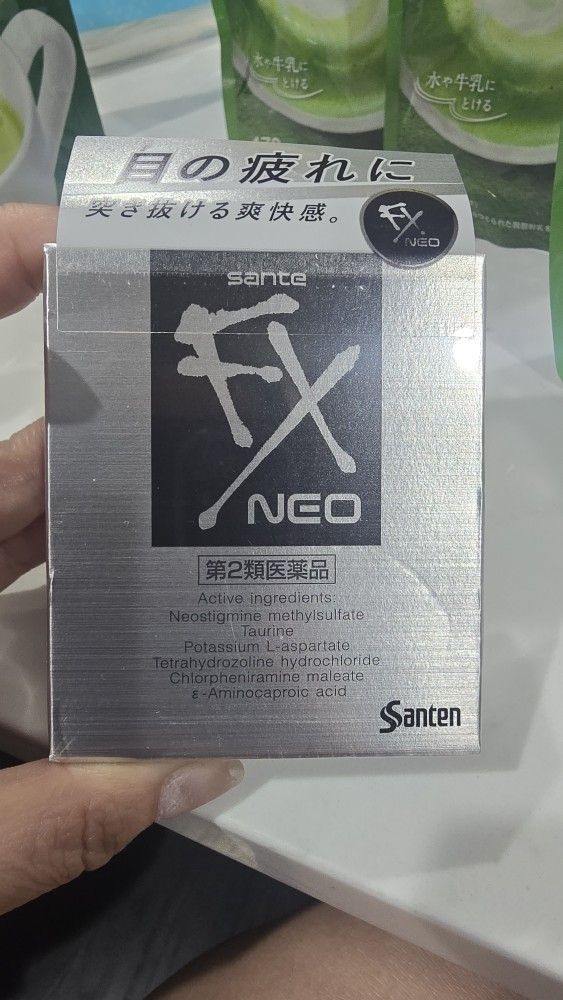 水や牛乳に
とける
水や牛乳に
とける
目の疲れに
突き抜ける爽快感。
FX NEO
sante
FX
NEO
第2類医薬品
Active ingredients:
Neostigmine methylsulfate
Taurine
Potassium L-aspartate
Tetrahydrozoline hydrochloride
Chlorpheniramine maleate
ε-Aminocaproic acid
Santen